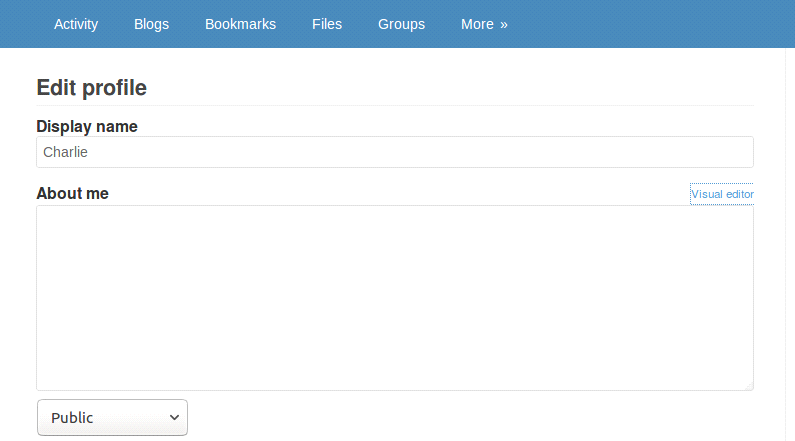 Activity Blogs Bookmarks Files Groups More »
Edit profile
Display name
Charlie
About me Visual editor
Public